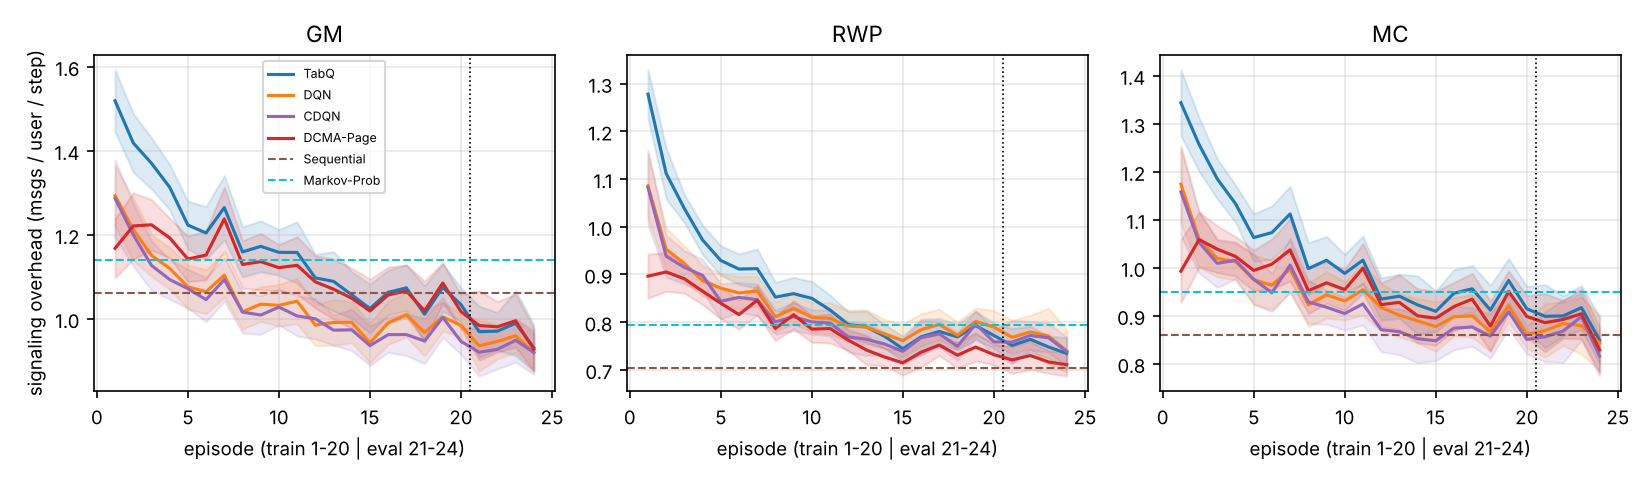 GM
RWP
MC
signaling overhead (msgs / user / step)
1.6
1.4
1.2
1.0
TabQ
DQN
CDQN
DCMA-Page
Sequential
Markov-Prob
0 5 10 15 20 25
episode (train 1-20 | eval 21-24)
1.3
1.2
1.1
1.0
0.9
0.8
0.7
0 5 10 15 20 25
episode (train 1-20 | eval 21-24)
1.4
1.3
1.2
1.1
1.0
0.9
0.8
0 5 10 15 20 25
episode (train 1-20 | eval 21-24)